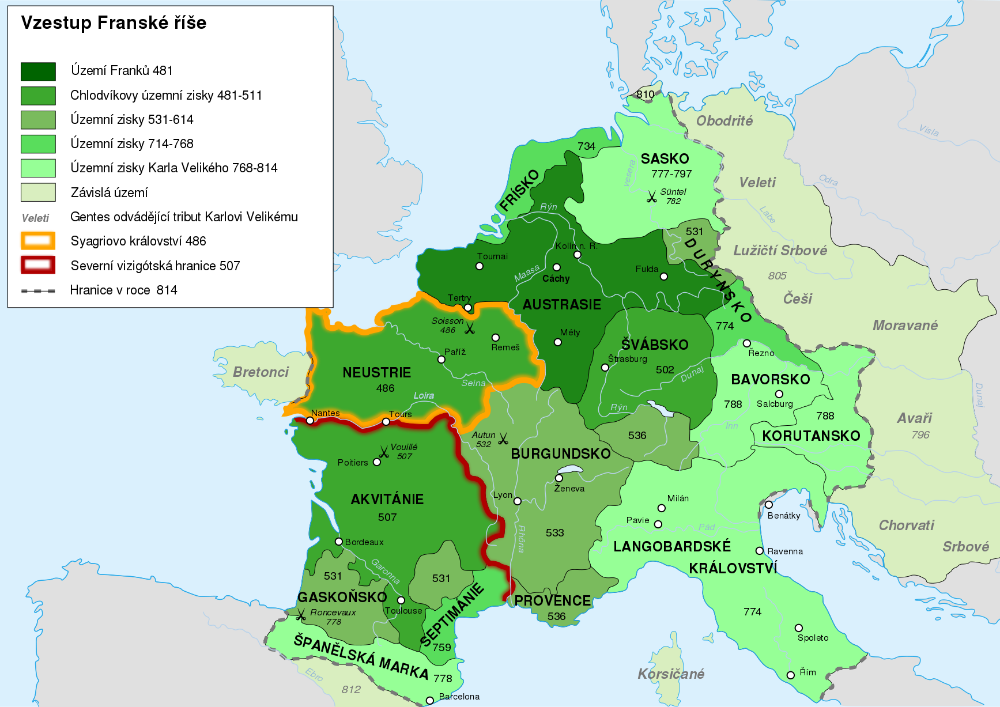 Vzestup Franské říše
Území Franků 481
Chlodvíkovy územní zisky 481-511
Územní zisky 531-614
Územní zisky 714-768
Územní zisky Karla Velikého 768-814
Závislá území
Veleti Gentes odvádějící tribut Karlovi Velikému
Syagriovo království 486
Severní vizigótská hranice 507
Hranice v roce 814
810
Obodrité
Visla
734
SASKO
777-797
vesera
Süntel
782
Veleti
Odra
FRÍSKO
Rýn
Labe
531
DURYNSKO
Lužičtí Srbové
805
Češi
Moravané
Kolín n. R.
Tournai
Maasa
Cáchy
Fulda
Tertry
AUSTRASIE
Soisson
486
774
Méty
Remeš
ŠVÁBSKO
Štrasburg
502
Dunaj
Řezno
Paříž
Bretonci
NEUSTRIE
486
Seina
Loira
BAVORSKO
788
Salcburg
Dunaj
Nantes
Tours
Rýn
788
Inn
Avaři
796
KORUTANSKO
536
Autun
532
Vouillé
507
Poitiers
BURGUNDSKO
Ženeva
Lyon
AKVITÁNIE
507
Milán
Pavie
Benátky
Pád
Chorvati
Srbové
Rhôna
533
Bordeaux
LANGOBARDSKÉ
KRÁLOVSTVÍ
Ravenna
Garonna
531
531
GASKOŇSKO
Roncevaux
778
Toulouse
SEPTIMÁNIE
759
PROVENCE
536
774
Spoleto
ŠPANĚLSKÁ MARKA
778
Korsičané
Řím
Ebro
812
Barcelona